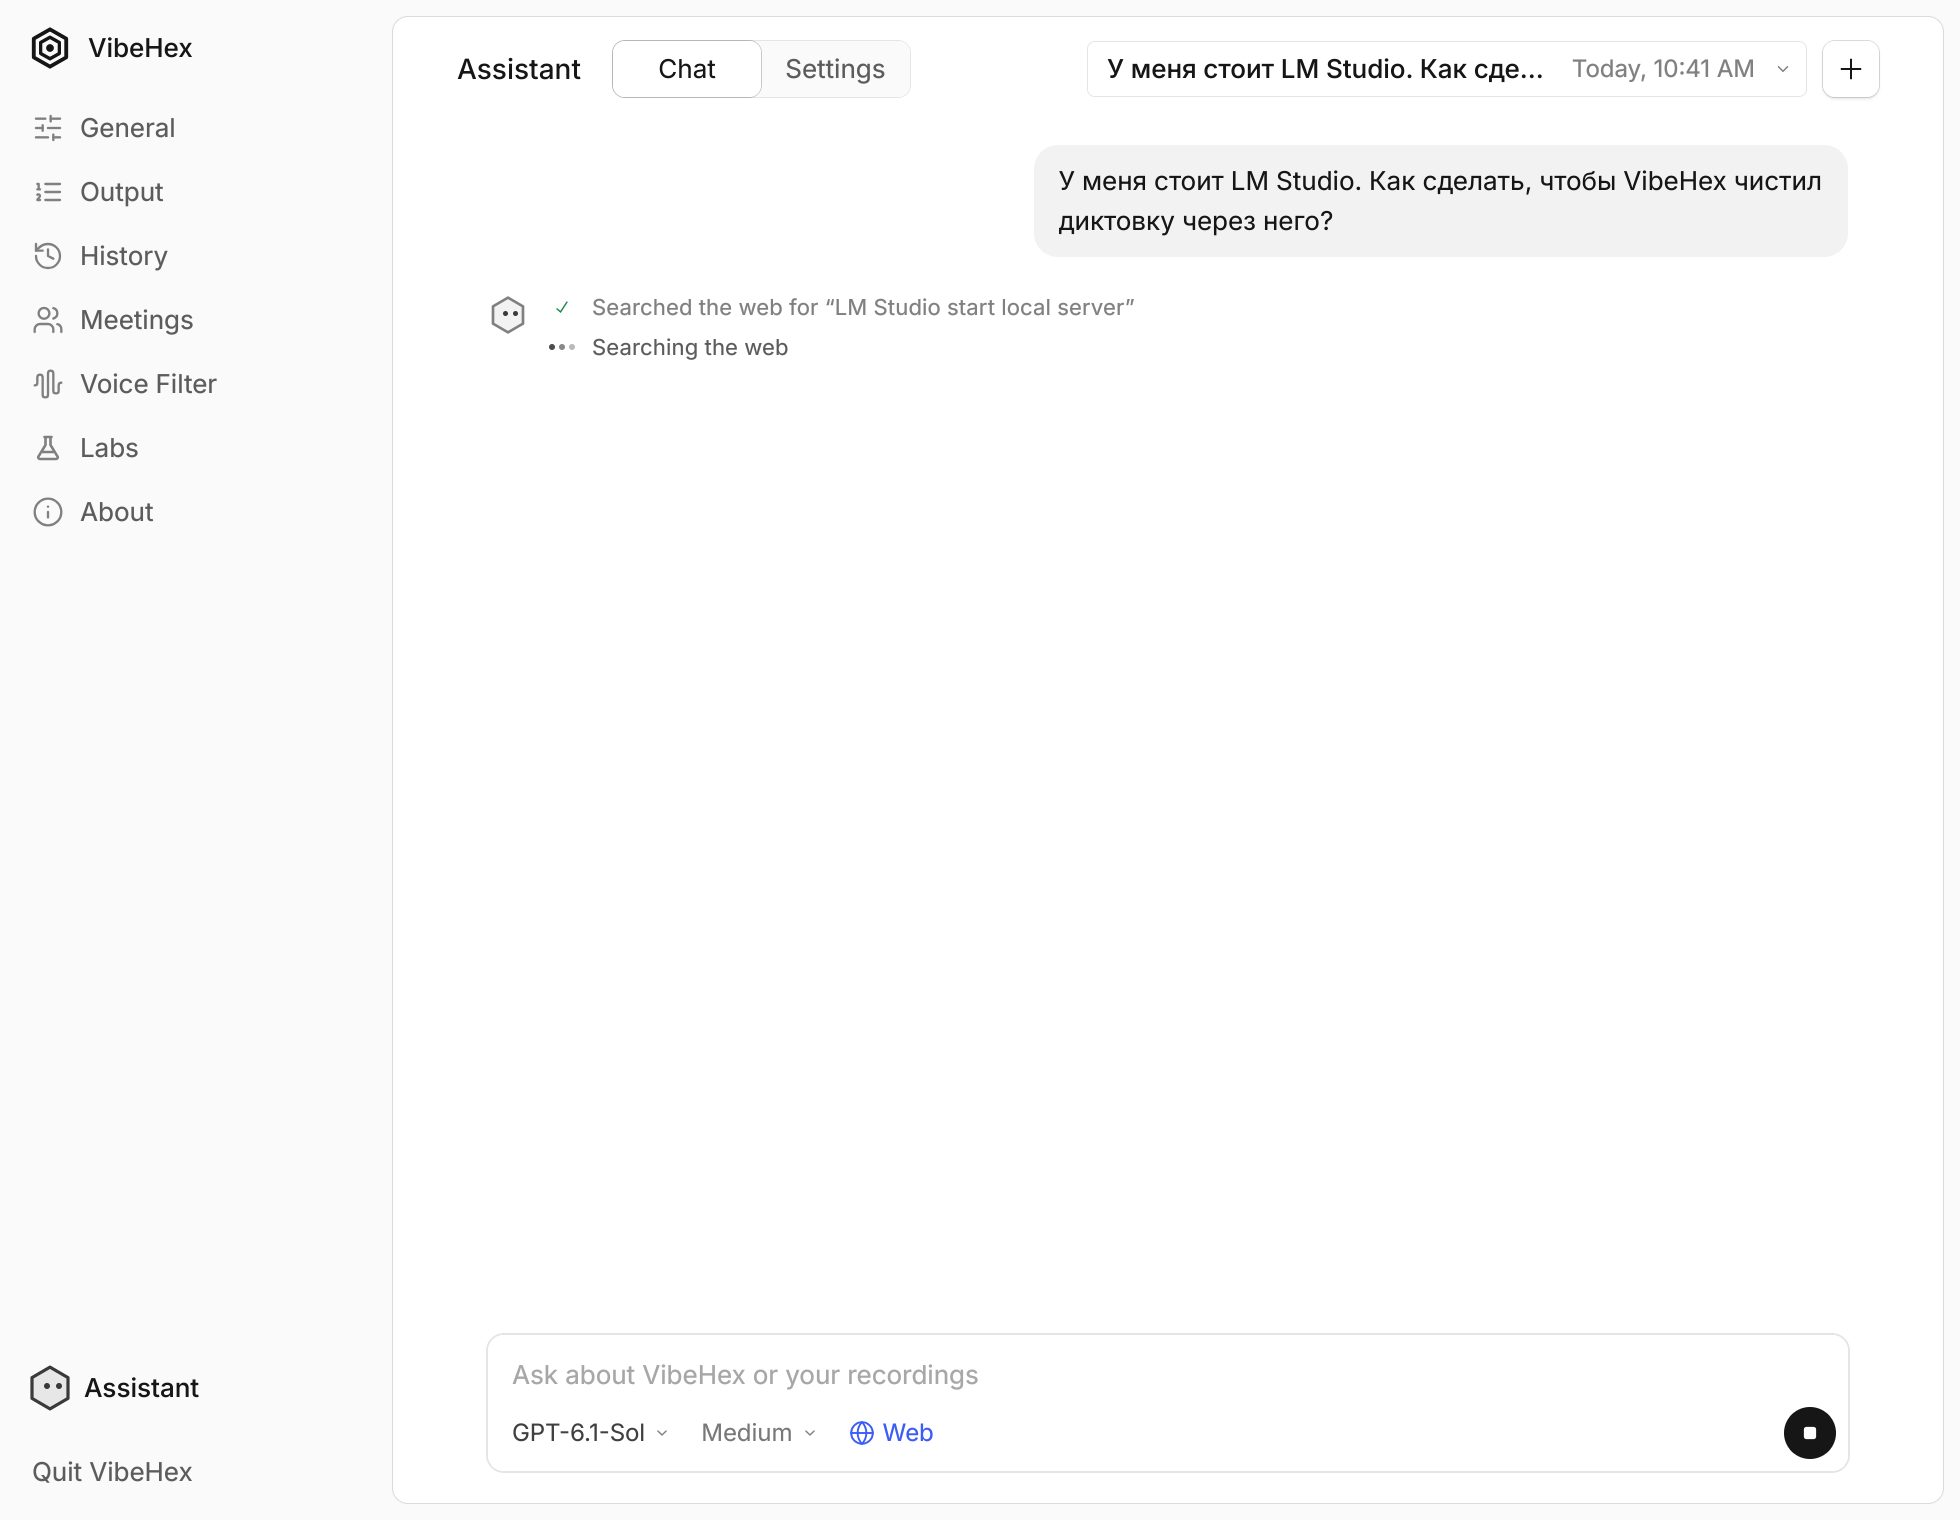 VibeHex
General
Output
History
Meetings
Voice Filter
Labs
About
Assistant
Quit VibeHex
Assistant
Chat
Settings
У меня стоит LM Studio. Как сде...
Today, 10:41 AM
У меня стоит LM Studio. Как сделать, чтобы VibeHex чистил
диктовку через него?
Searched the web for “LM Studio start local server”
Searching the web
Ask about VibeHex or your recordings
GPT-6.1-Sol
Medium
Web